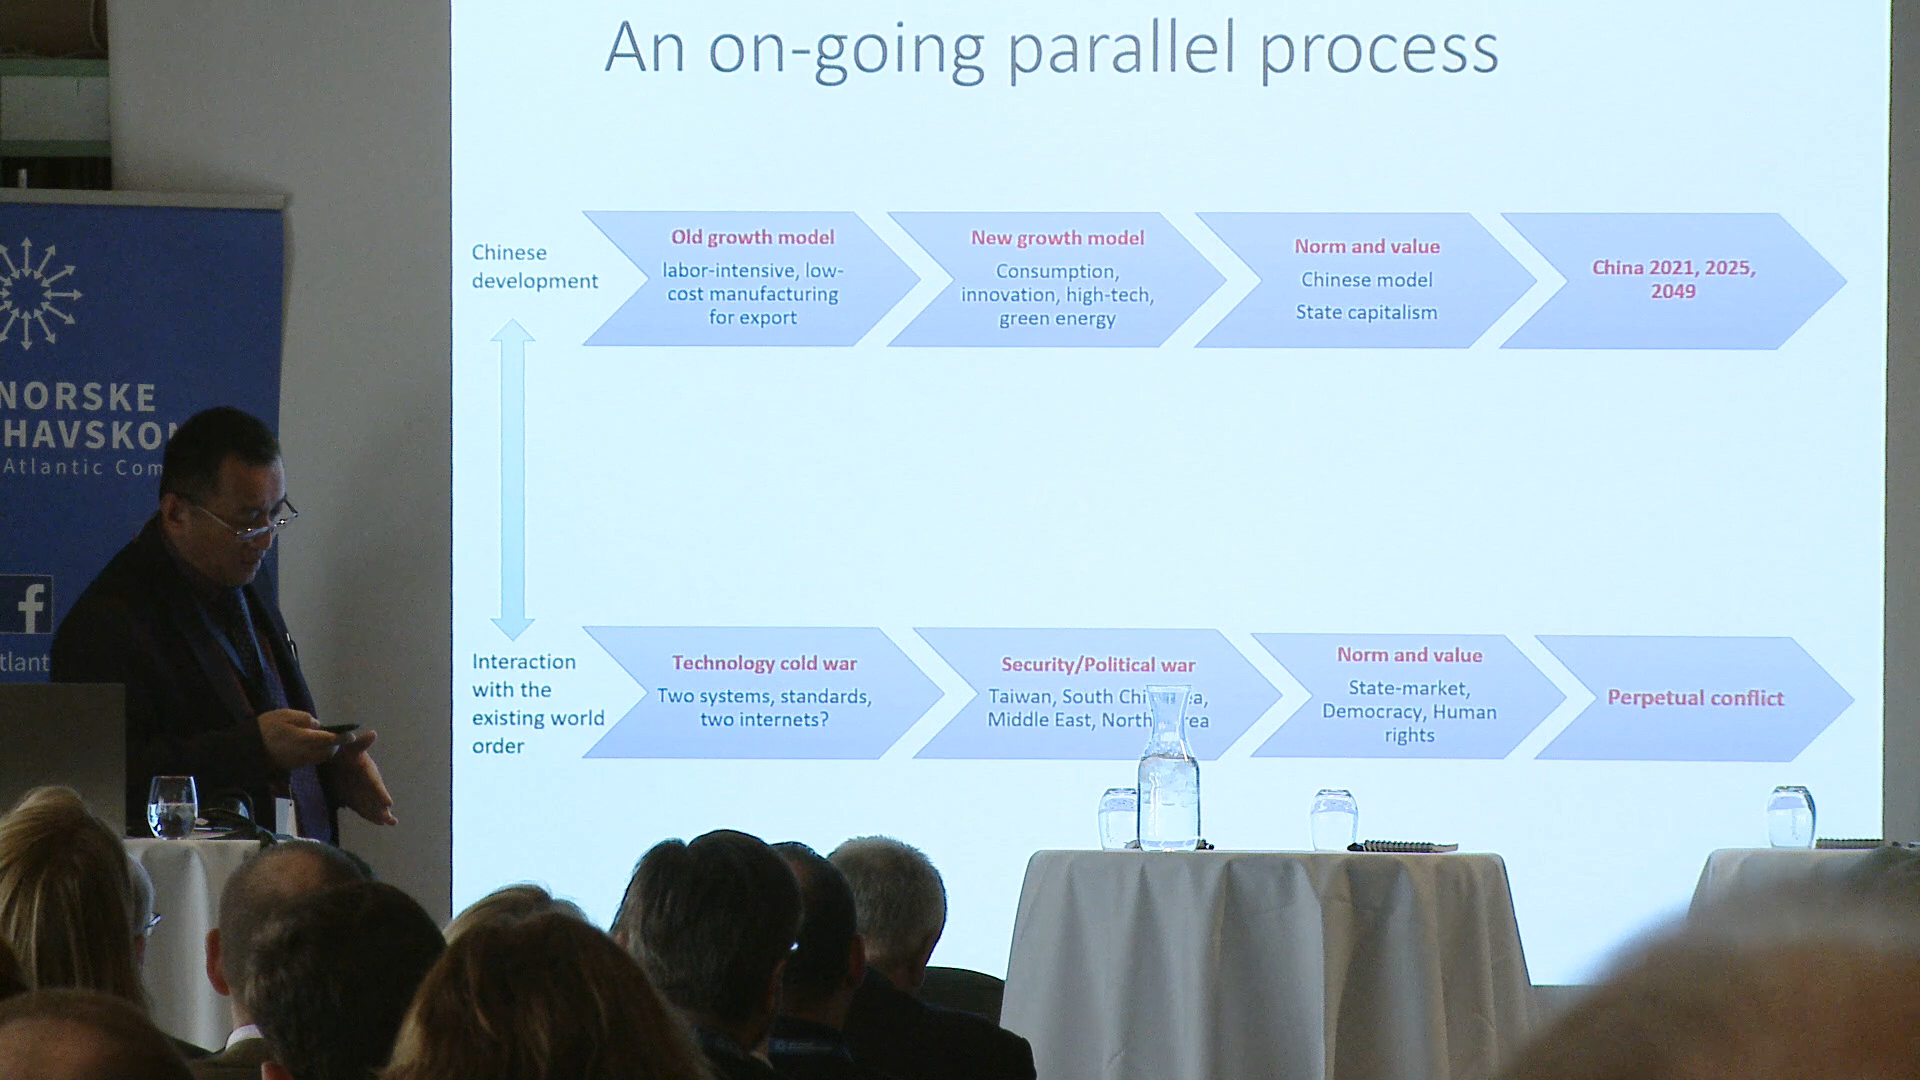 An on-going parallel process
Chinese
development
Old growth model
labor-intensive, low-
cost manufacturing
for export
New growth model
Consumption,
innovation, high-tech,
green energy
Norm and value
Chinese model
State capitalism
China 2021, 2025,
2049
NORSKE
HAVSKO
Atlantic Com
f
tlant
Interaction
with the
existing world
order
Technology cold war
Two systems, standards,
two internets?
Security/Political war
Taiwan, South
Middle East, North
Norm and value
State-market,
Democracy, Human
rights
Perpetual conflict